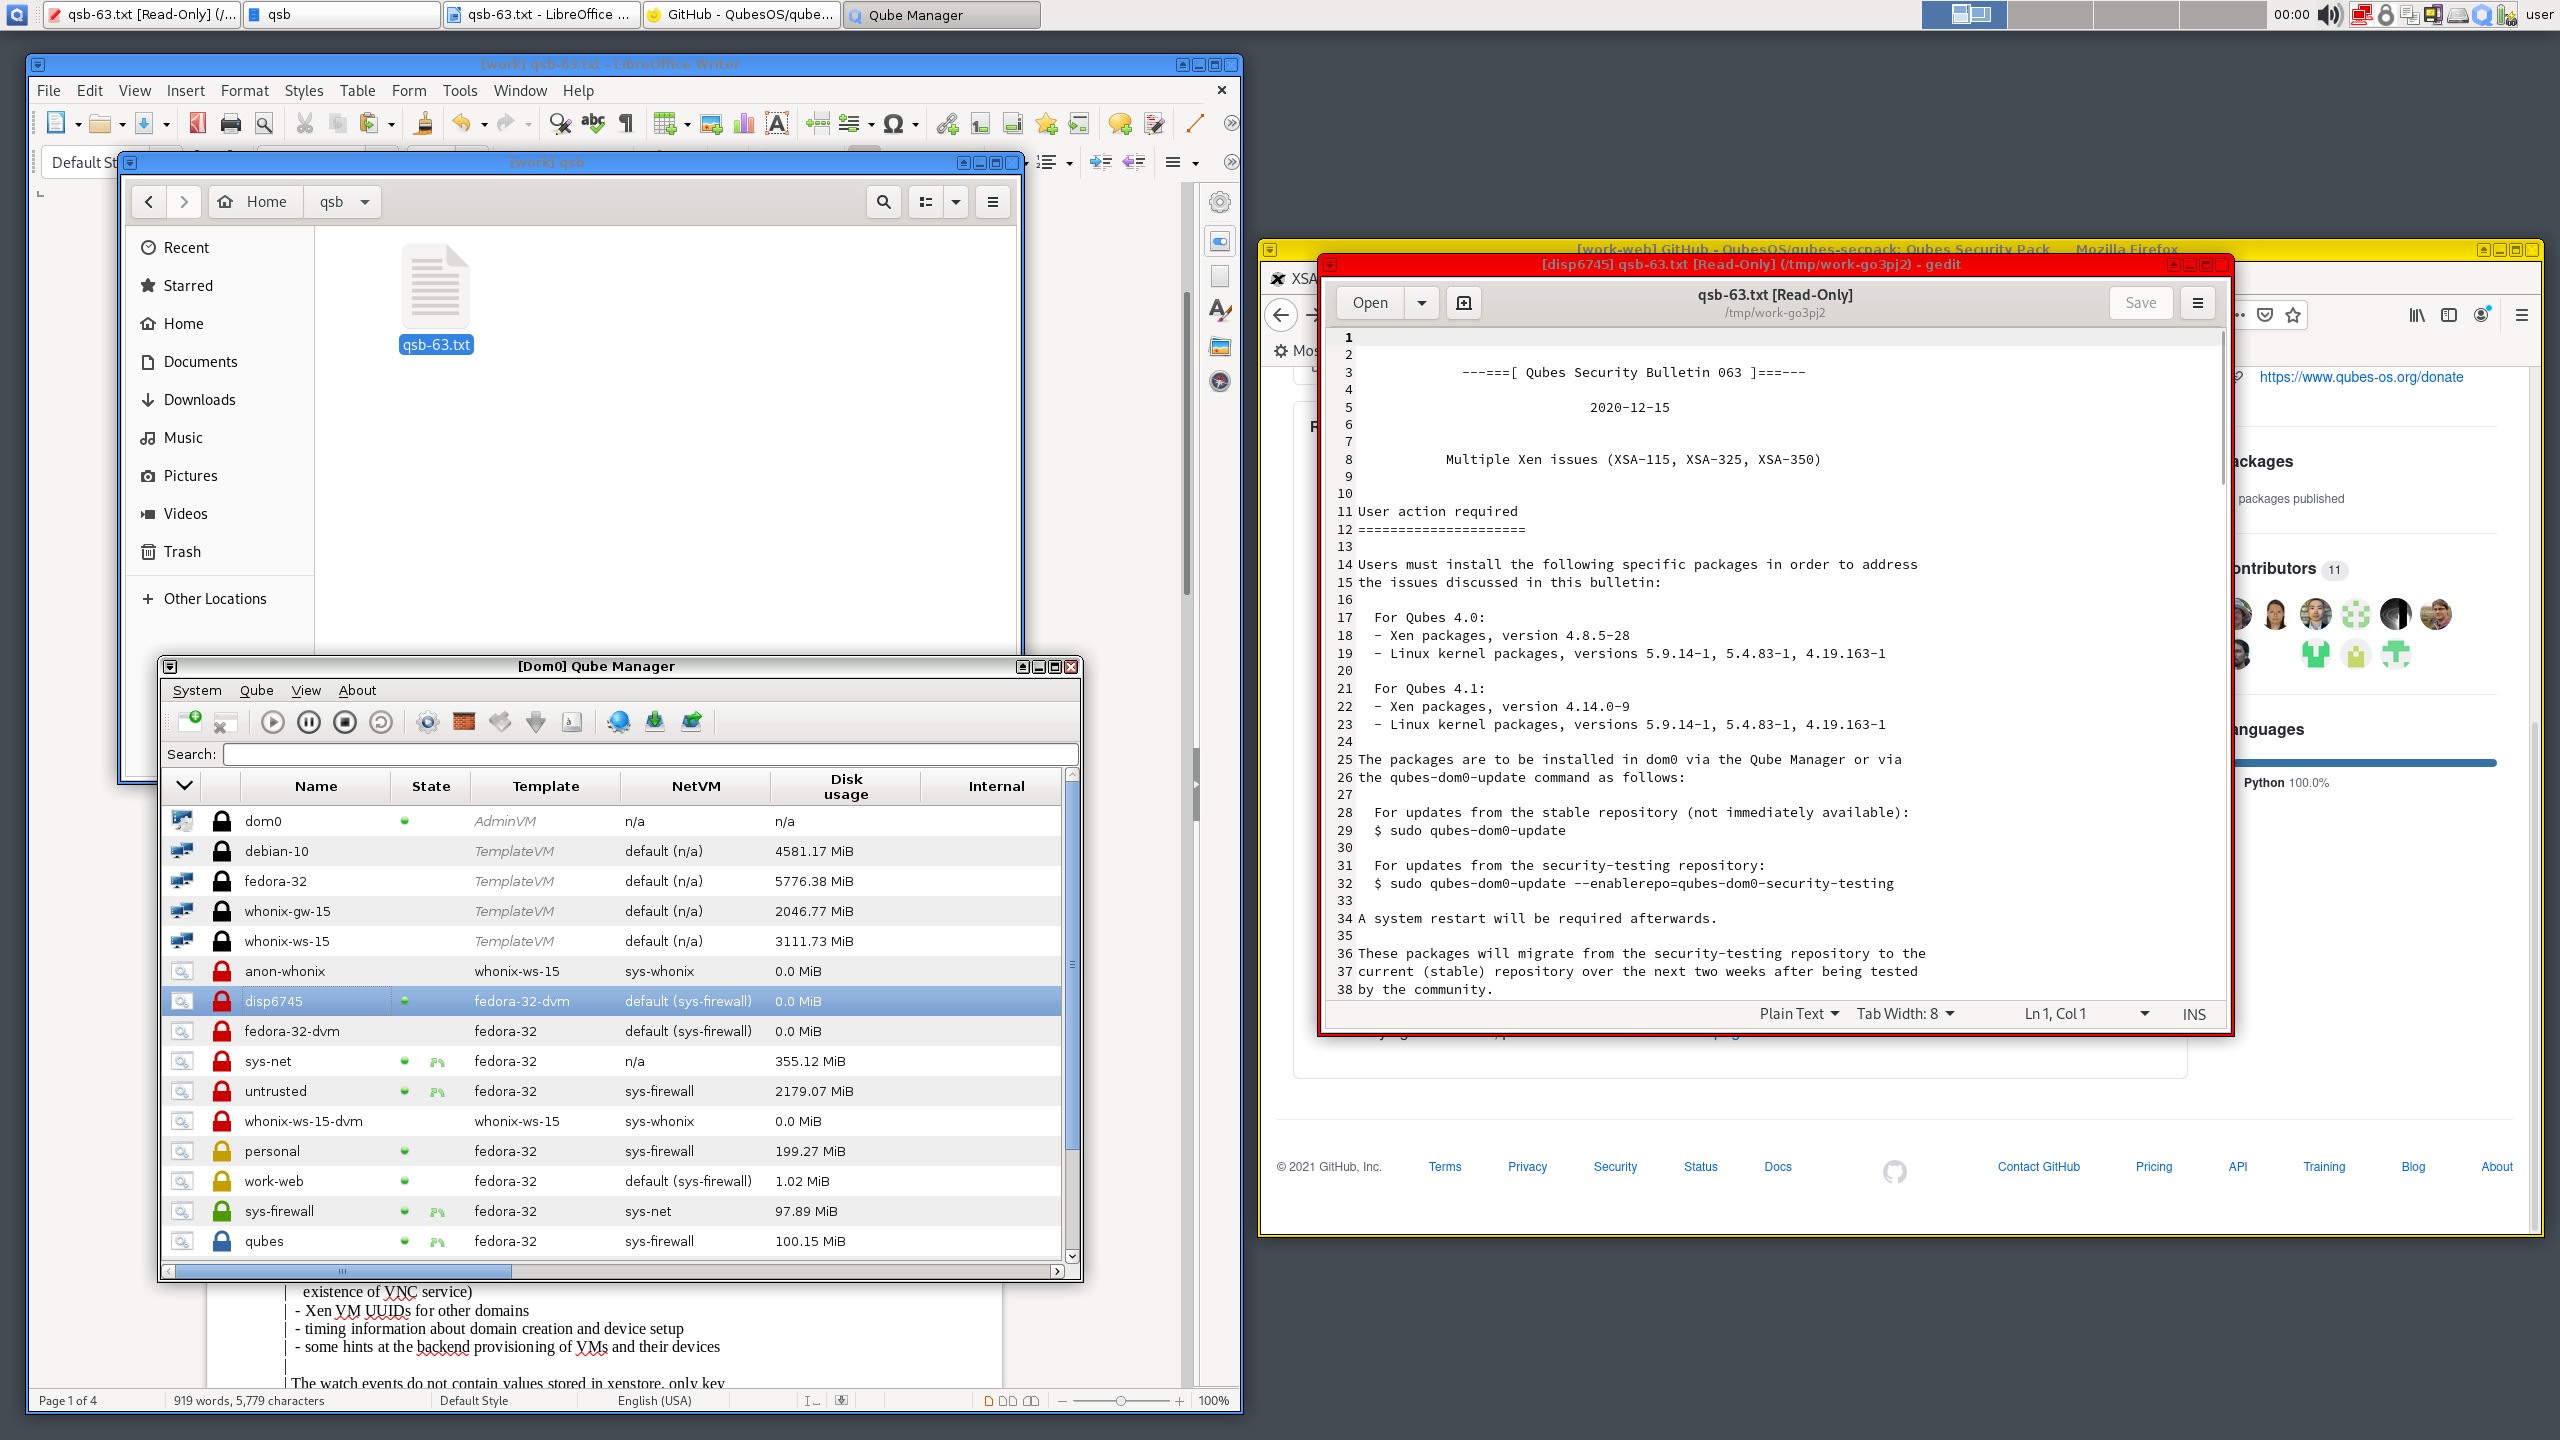 qsb-63.txt [Read-Only] (/...
qsb
qsb-63.txt - LibreOffice ...
GitHub - QubesOS/qube...
Qube Manager
00:00
user
[work] qsb-63.txt - LibreOffice Writer
File Edit View Insert Format Styles Table Form Tools Window Help
Default St
[work] qsb
Home
qsb
Recent
Starred
Home
Documents
Downloads
Music
Pictures
Videos
Trash
Other Locations
qsb-63.txt
[Dom0] Qube Manager
System Qube View About
Search:
Name State Template NetVM Disk usage Internal
dom0 AdminVM n/a n/a
debian-10 TemplateVM default (n/a) 4581.17 MiB
fedora-32 TemplateVM default (n/a) 5776.38 MiB
whonix-gw-15 TemplateVM default (n/a) 2046.77 MiB
whonix-ws-15 TemplateVM default (n/a) 3111.73 MiB
anon-whonix whonix-ws-15 sys-whonix 0.0 MiB
disp6745 fedora-32-dvm default (sys-firewall) 0.0 MiB
fedora-32-dvm fedora-32 default (sys-firewall) 0.0 MiB
sys-net fedora-32 n/a 355.12 MiB
untrusted fedora-32 sys-firewall 2179.07 MiB
whonix-ws-15-dvm whonix-ws-15 sys-whonix 0.0 MiB
personal fedora-32 sys-firewall 199.27 MiB
work-web fedora-32 default (sys-firewall) 1.02 MiB
sys-firewall fedora-32 sys-net 97.89 MiB
qubes fedora-32 sys-firewall 100.15 MiB
| existence of VNC service)
| - Xen VM UUIDs for other domains
| - timing information about domain creation and device setup
| - some hints at the backend provisioning of VMs and their devices
|
| The watch events do not contain values stored in xenstore, only key
Page 1 of 4
919 words, 5,779 characters
Default Style
English (USA)
100%
[work-web] GitHub - QubesOS/qubes-secpack: Qubes Security Pack — Mozilla Firefox
XSA
Mos
[disp6745] qsb-63.txt [Read-Only] (/tmp/work-go3pj2) - gedit
Open
qsb-63.txt [Read-Only]
/tmp/work-go3pj2
Save
1
2
3 ---===[ Qubes Security Bulletin 063 ]===---
4
5 2020-12-15
6
7
8 Multiple Xen issues (XSA-115, XSA-325, XSA-350)
9
10
11 User action required
12 =====================
13
14 Users must install the following specific packages in order to address
15 the issues discussed in this bulletin:
16
17 For Qubes 4.0:
18 - Xen packages, version 4.8.5-28
19 - Linux kernel packages, versions 5.9.14-1, 5.4.83-1, 4.19.163-1
20
21 For Qubes 4.1:
22 - Xen packages, version 4.14.0-9
23 - Linux kernel packages, versions 5.9.14-1, 5.4.83-1, 4.19.163-1
24
25 The packages are to be installed in dom0 via the Qube Manager or via
26 the qubes-dom0-update command as follows:
27
28 For updates from the stable repository (not immediately available):
29 $ sudo qubes-dom0-update
30
31 For updates from the security-testing repository:
32 $ sudo qubes-dom0-update --enablerepo=qubes-dom0-security-testing
33
34 A system restart will be required afterwards.
35
36 These packages will migrate from the security-testing repository to the
37 current (stable) repository over the next two weeks after being tested
38 by the community.
Plain Text
Tab Width: 8
Ln 1, Col 1
INS
https://www.qubes-os.org/donate
ackages
packages published
ontributors 11
anguages
Python 100.0%
© 2021 GitHub, Inc. Terms Privacy Security Status Docs Contact GitHub Pricing API Training Blog About